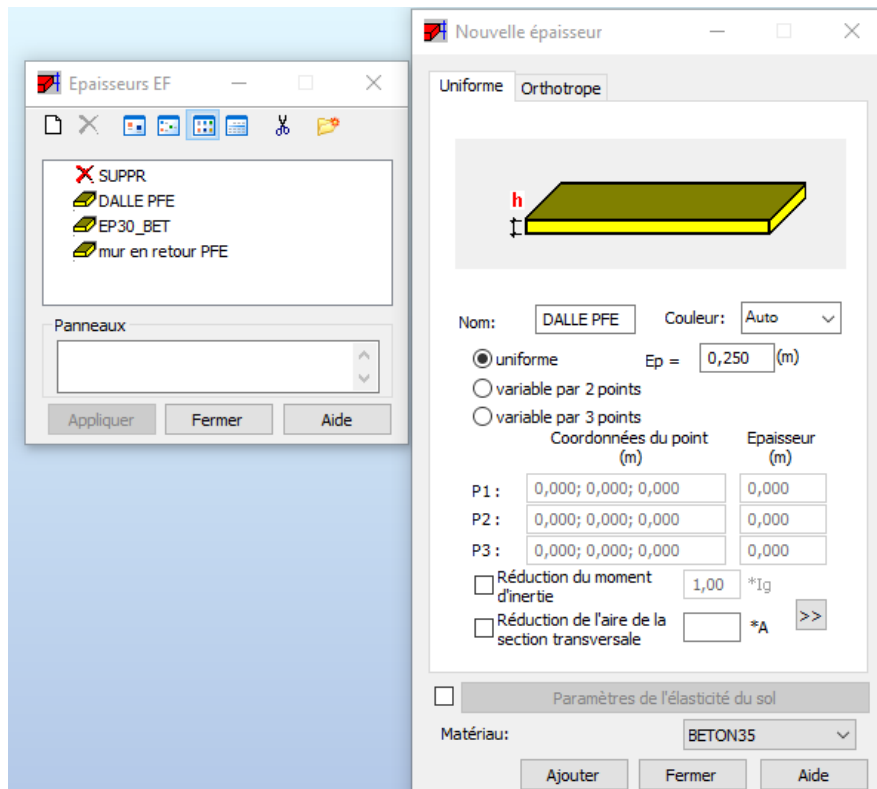 Epaisseurs EF
SUPPR.
DALLE PFE
EP30_BET
mur en retour PFE
Panneaux
Appliquer Fermer Aide
Nouvelle épaisseur
Uniforme Orthotrope
h
Nom: DALLE PFE Couleur: Auto
uniforme Ep = 0,250 (m)
variable par 2 points
variable par 3 points
Coordonnées du point Epaisseur
(m) (m)
P1 : 0,000; 0,000; 0,000 0,000
P2 : 0,000; 0,000; 0,000 0,000
P3 : 0,000; 0,000; 0,000 0,000
Réduction du moment
d'inertie 1,00 *Ig
Réduction de l'aire de la
section transversale *A >>
Paramètres de l'élasticité du sol
Matériau: BETON35
Ajouter Fermer Aide